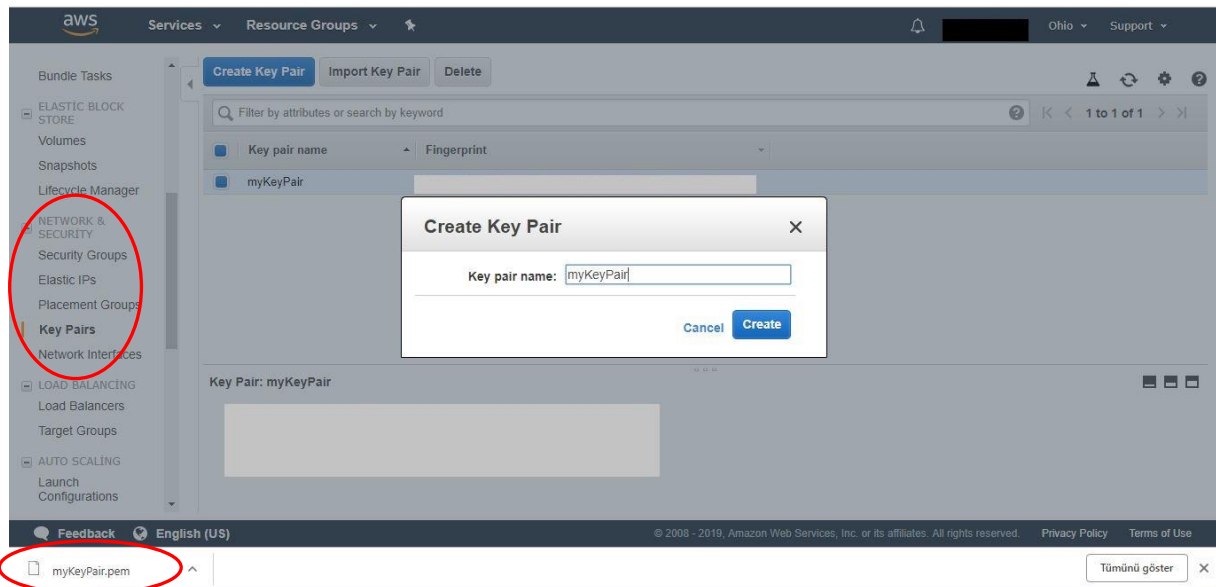 aws
Services
Resource Groups
Ohio
Support
Bundle Tasks
ELASTIC BLOCK
STORE
Volumes
Snapshots
Lifecycle Manager
NETWORK &
SECURITY
Security Groups
Elastic IPs
Placement Groups
Key Pairs
Network Interfaces
LOAD BALANCİNG
Load Balancers
Target Groups
AUTO SCALİNG
Launch
Configurations
Create Key Pair
Import Key Pair
Delete
Filter by attributes or search by keyword
1 to 1 of 1
Key pair name
Fingerprint
myKeyPair
Create Key Pair
Key pair name: myKeyPair
Cancel
Create
Key Pair: myKeyPair
Feedback
English (US)
© 2008 - 2019, Amazon Web Services, Inc. or its affiliates. All rights reserved.
Privacy Policy
Terms of Use
myKeyPair.pem
Tümünü göster